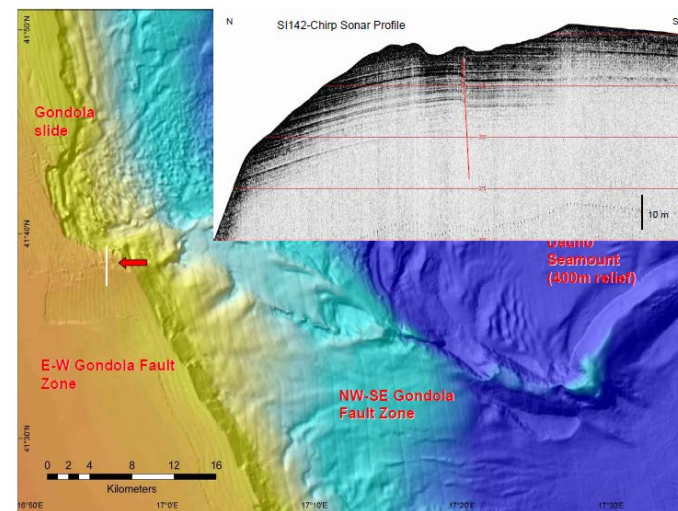 N
S
SI142-Chirp Sonar Profile
10 m
41°50'N
Gondola
slide
41°40'N
Seamount
(400m relief)
E-W Gondola Fault
Zone
NW-SE Gondola
Fault Zone
41°30'N
0 2 4 8 12 16
Kilometers
16°50'E
17°0'E
17°10'E
17°20'E
17°30'E